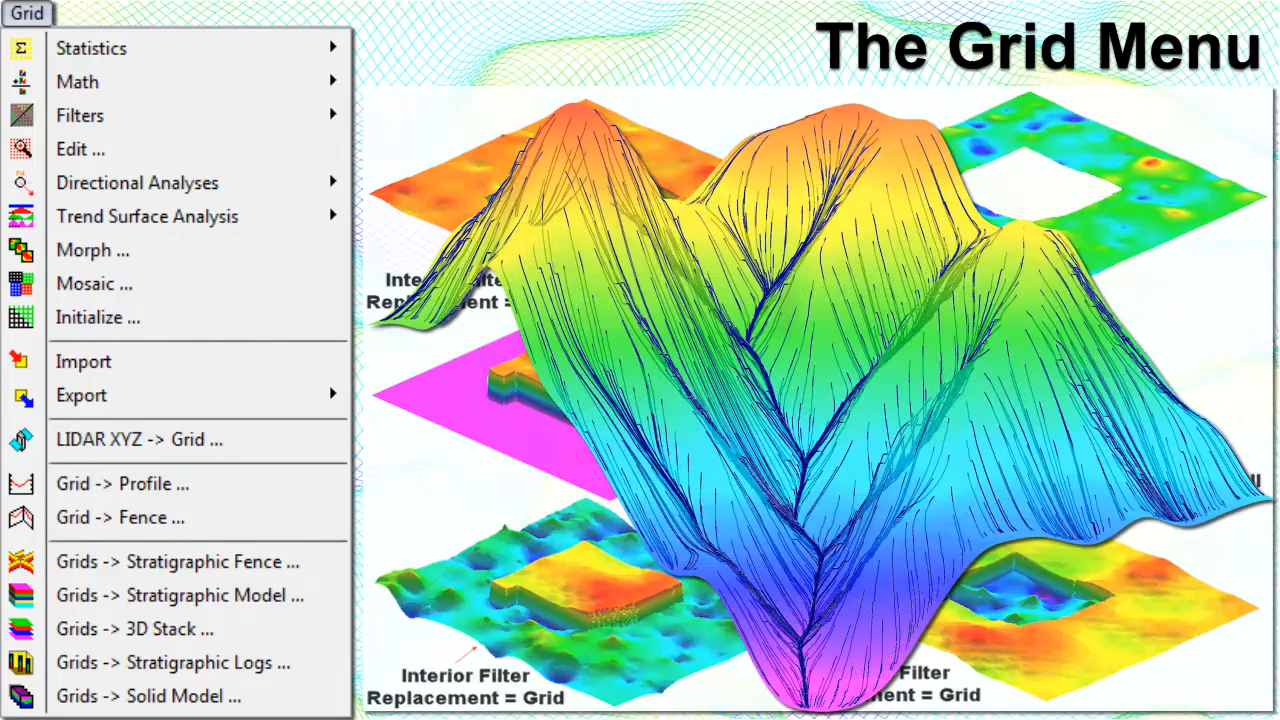 Grid
Statistics
Math
Filters
Edit ...
Directional Analyses
Trend Surface Analysis
Morph ...
Mosaic ...
Initialize ...
Import
Export
LIDAR XYZ -> Grid ...
Grid -> Profile ...
Grid -> Fence ...
Grids -> Stratigraphic Fence ...
Grids -> Stratigraphic Model ...
Grids -> 3D Stack ...
Grids -> Stratigraphic Logs ...
Grids -> Solid Model ...
The Grid Menu
Interior Filter
Replacement = Grid
Filter
= Grid